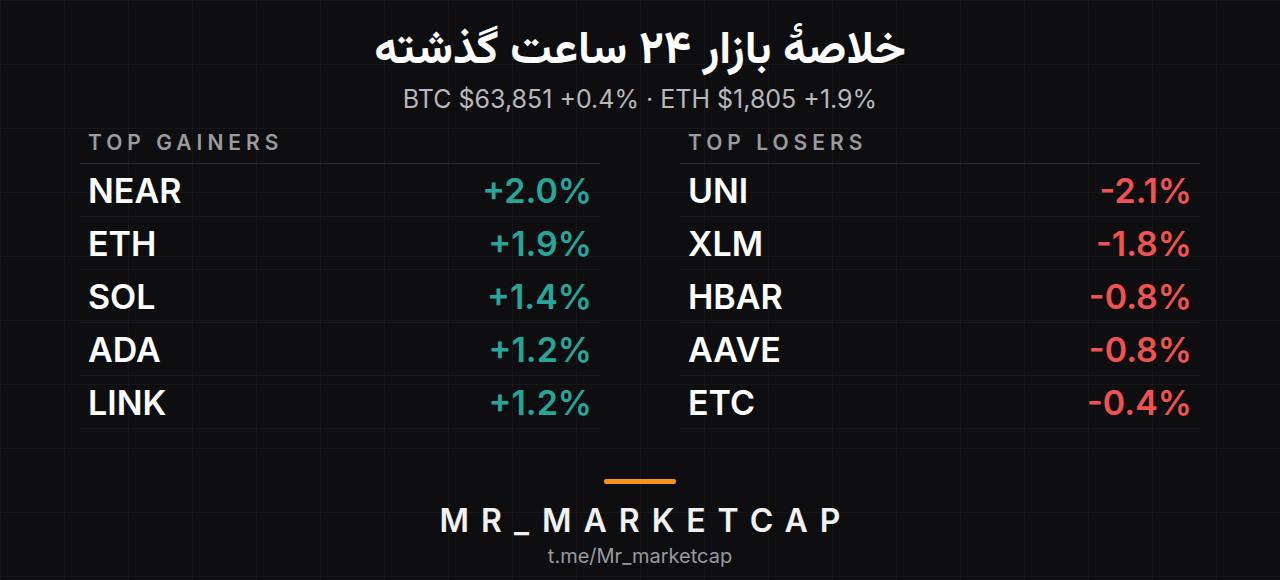 خلاصهٔ بازار ۲۴ ساعت گذشته
BTC $63,851 +0.4% · ETH $1,805 +1.9%
TOP GAINERS
NEAR +2.0%
ETH +1.9%
SOL +1.4%
ADA +1.2%
LINK +1.2%
TOP LOSERS
UNI -2.1%
XLM -1.8%
HBAR -0.8%
AAVE -0.8%
ETC -0.4%
MR_MARKETCAP
t.me/Mr_marketcap